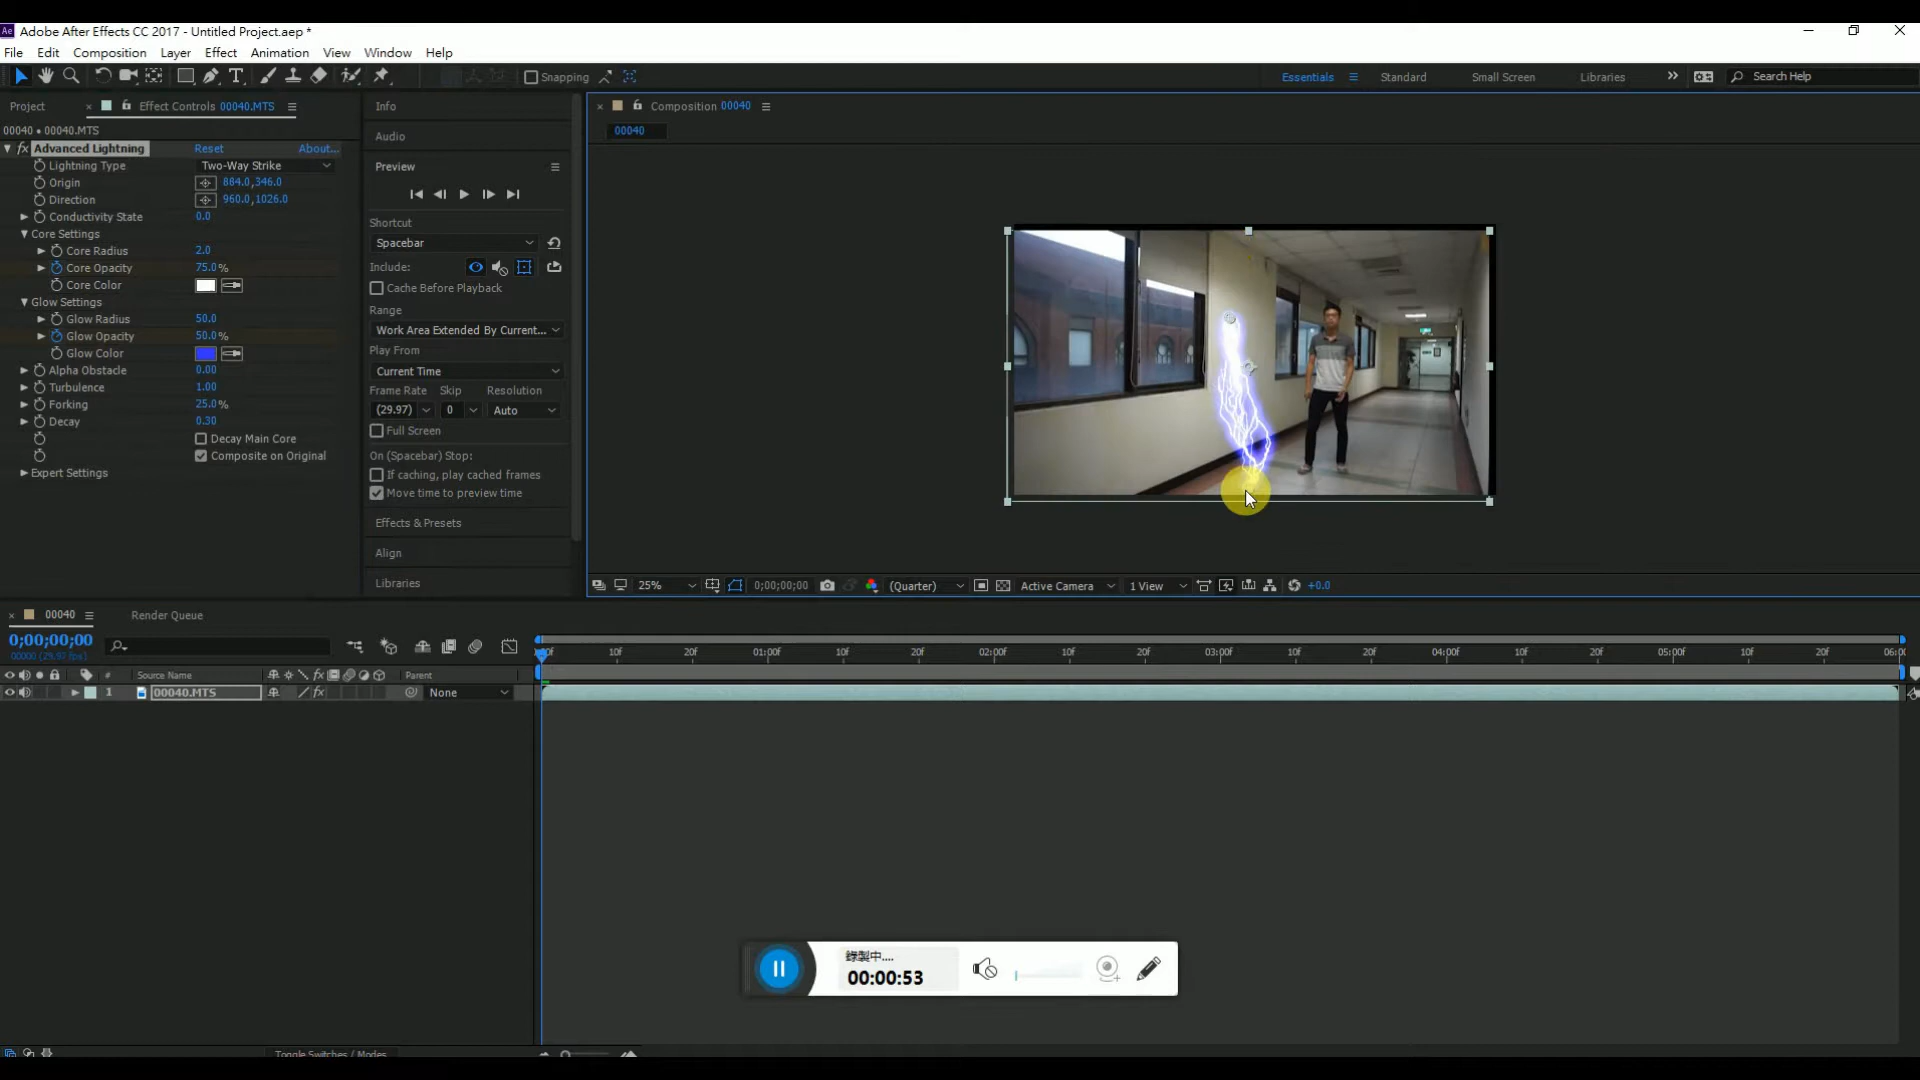 Adobe After Effects CC 2017 - Untitled Project.aep *
File Edit Composition Layer Effect Animation View Window Help
Snapping
Essentials Standard Small Screen Libraries Search Help
Project Effect Controls 00040.MTS
00040 • 00040.MTS
Advanced Lightning Reset About...
Lightning Type Two-Way Strike
Origin 884.0,346.0
Direction 960.0,1026.0
Conductivity State 0.0
Core Settings
Core Radius 2.0
Core Opacity 75.0%
Core Color
Glow Settings
Glow Radius 50.0
Glow Opacity 50.0%
Glow Color
Alpha Obstacle 0.00
Turbulence 1.00
Forking 25.0%
Decay 0.30
Decay Main Core
Composite on Original
Expert Settings
Info
Audio
Preview
Shortcut
Spacebar
Include:
Cache Before Playback
Range
Work Area Extended By Current...
Play From
Current Time
Frame Rate Skip Resolution
(29.97) 0 Auto
Full Screen
On (Spacebar) Stop:
If caching, play cached frames
Move time to preview time
Effects & Presets
Align
Libraries
Composition 00040
00040
25% 0;00;00;00 (Quarter) Active Camera 1 View +0.0
00040 Render Queue
0;00;00;00
00000 (29.97 fps)
# Source Name Parent
1 00040.MTS None
10f 20f 01:00f 10f 20f 02:00f 10f 20f 03:00f 10f 20f 04:00f 10f 20f 05:00f 10f 20f
錄製中....
00:00:53
Toggle Switches / Modes